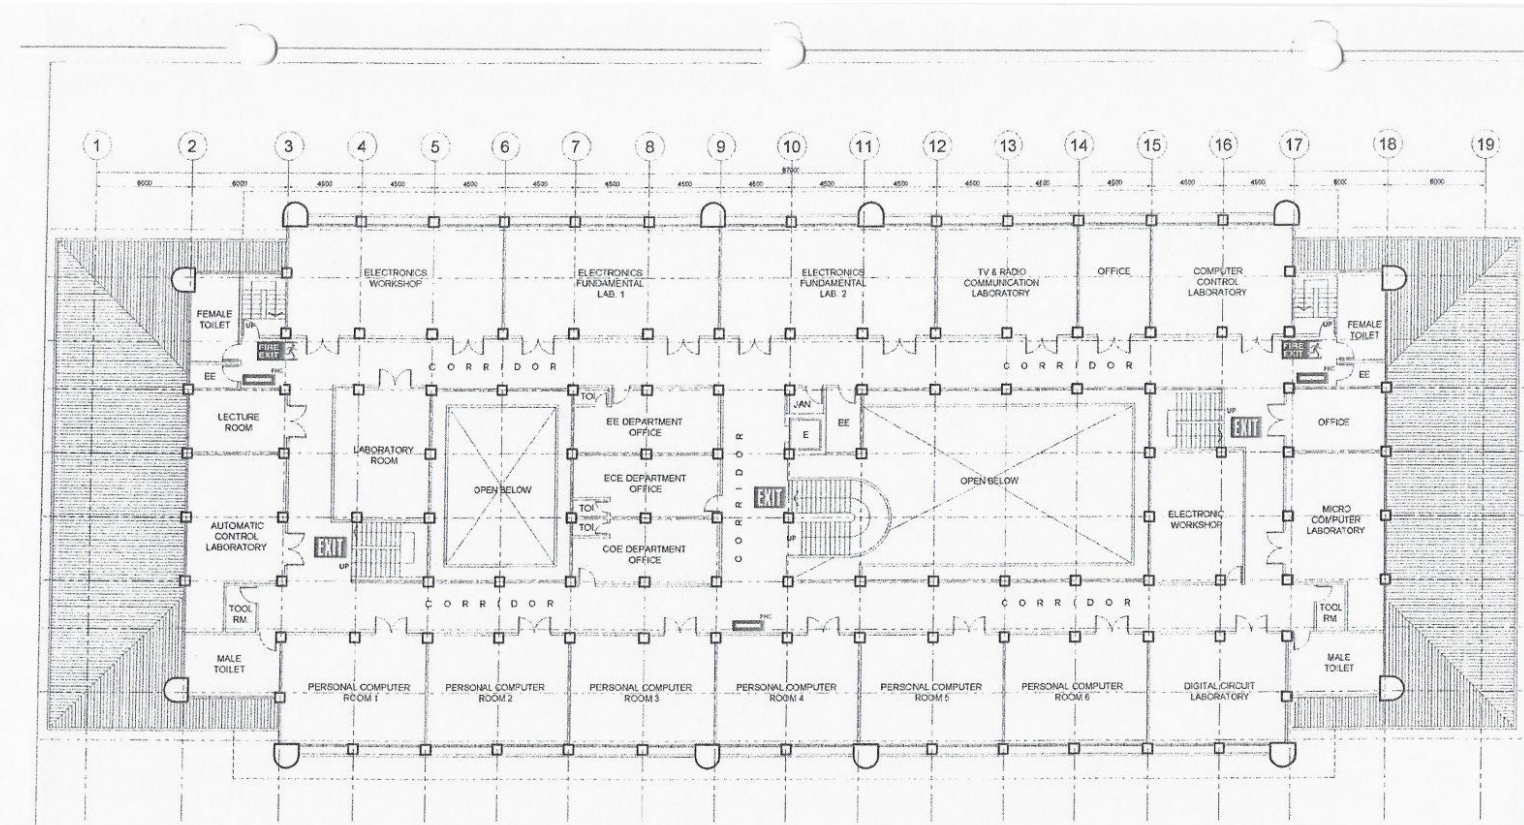 1 2 3 4 5 6 7 8 9 10 11 12 13 14 15 16 17 18 19
6000 6000 4500 4500 4500 4500 4500 4500 4500 4500 4500 4500 4500 4500 4500 4500 6000 6000
ELECTRONICS
WORKSHOP
ELECTRONICS
FUNDAMENTAL
LAB. 1
ELECTRONICS
FUNDAMENTAL
LAB. 2
TV & RADIO
COMMUNICATION
LABORATORY
OFFICE
COMPUTER
CONTROL
LABORATORY
FEMALE
TOILET
UP
FIRE
EXIT
EE
FHC
FEMALE
TOILET
UP
FIRE
EXIT
EE
FHC
CORRIDOR
CORRIDOR
LECTURE
ROOM
LABORATORY
ROOM
OPEN BELOW
TOI
EE DEPARTMENT
OFFICE
ECE DEPARTMENT
OFFICE
TOI
TOI
COE DEPARTMENT
OFFICE
CORRIDOR
JAN
E
EE
EXIT
UP
OPEN BELOW
UP
EXIT
OFFICE
ELECTRONIC
WORKSHOP
MICRO
COMPUTER
LABORATORY
AUTOMATIC
CONTROL
LABORATORY
EXIT
UP
CORRIDOR
CORRIDOR
TOOL
RM.
FHC
TOOL
RM
MALE
TOILET
PERSONAL COMPUTER
ROOM 1
PERSONAL COMPUTER
ROOM 2
PERSONAL COMPUTER
ROOM 3
PERSONAL COMPUTER
ROOM 4
PERSONAL COMPUTER
ROOM 5
PERSONAL COMPUTER
ROOM 6
DIGITAL CIRCUIT
LABORATORY
MALE
TOILET